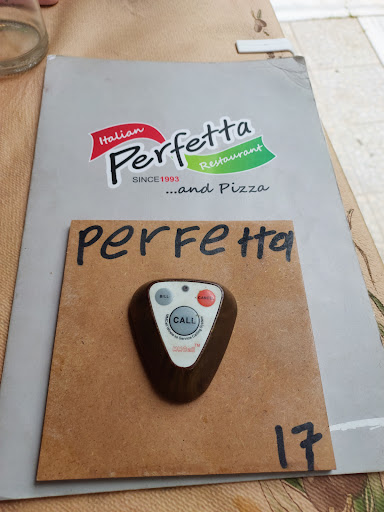 Italian
Perfetta
Restaurant
SINCE1993
...and Pizza
PerFetta
BILL
CANCEL
CALL
17